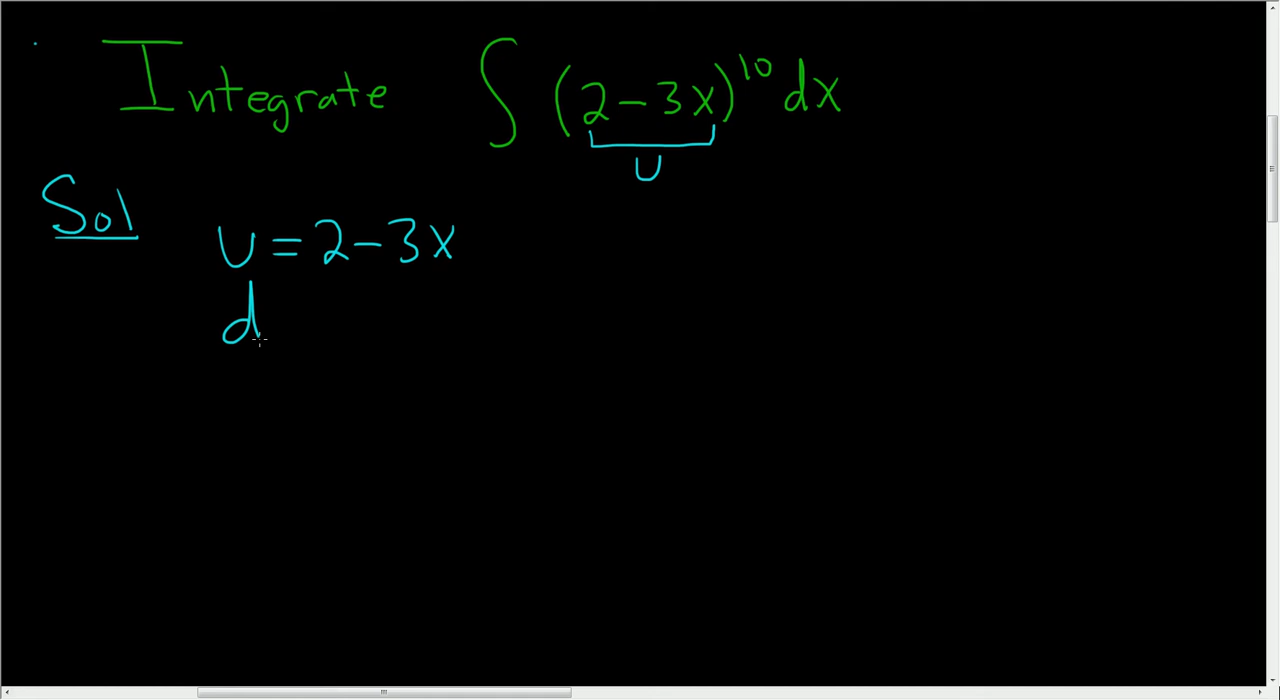 Integrate ∫ (2-3x)^10 dx
U
Sol
U = 2-3x
d